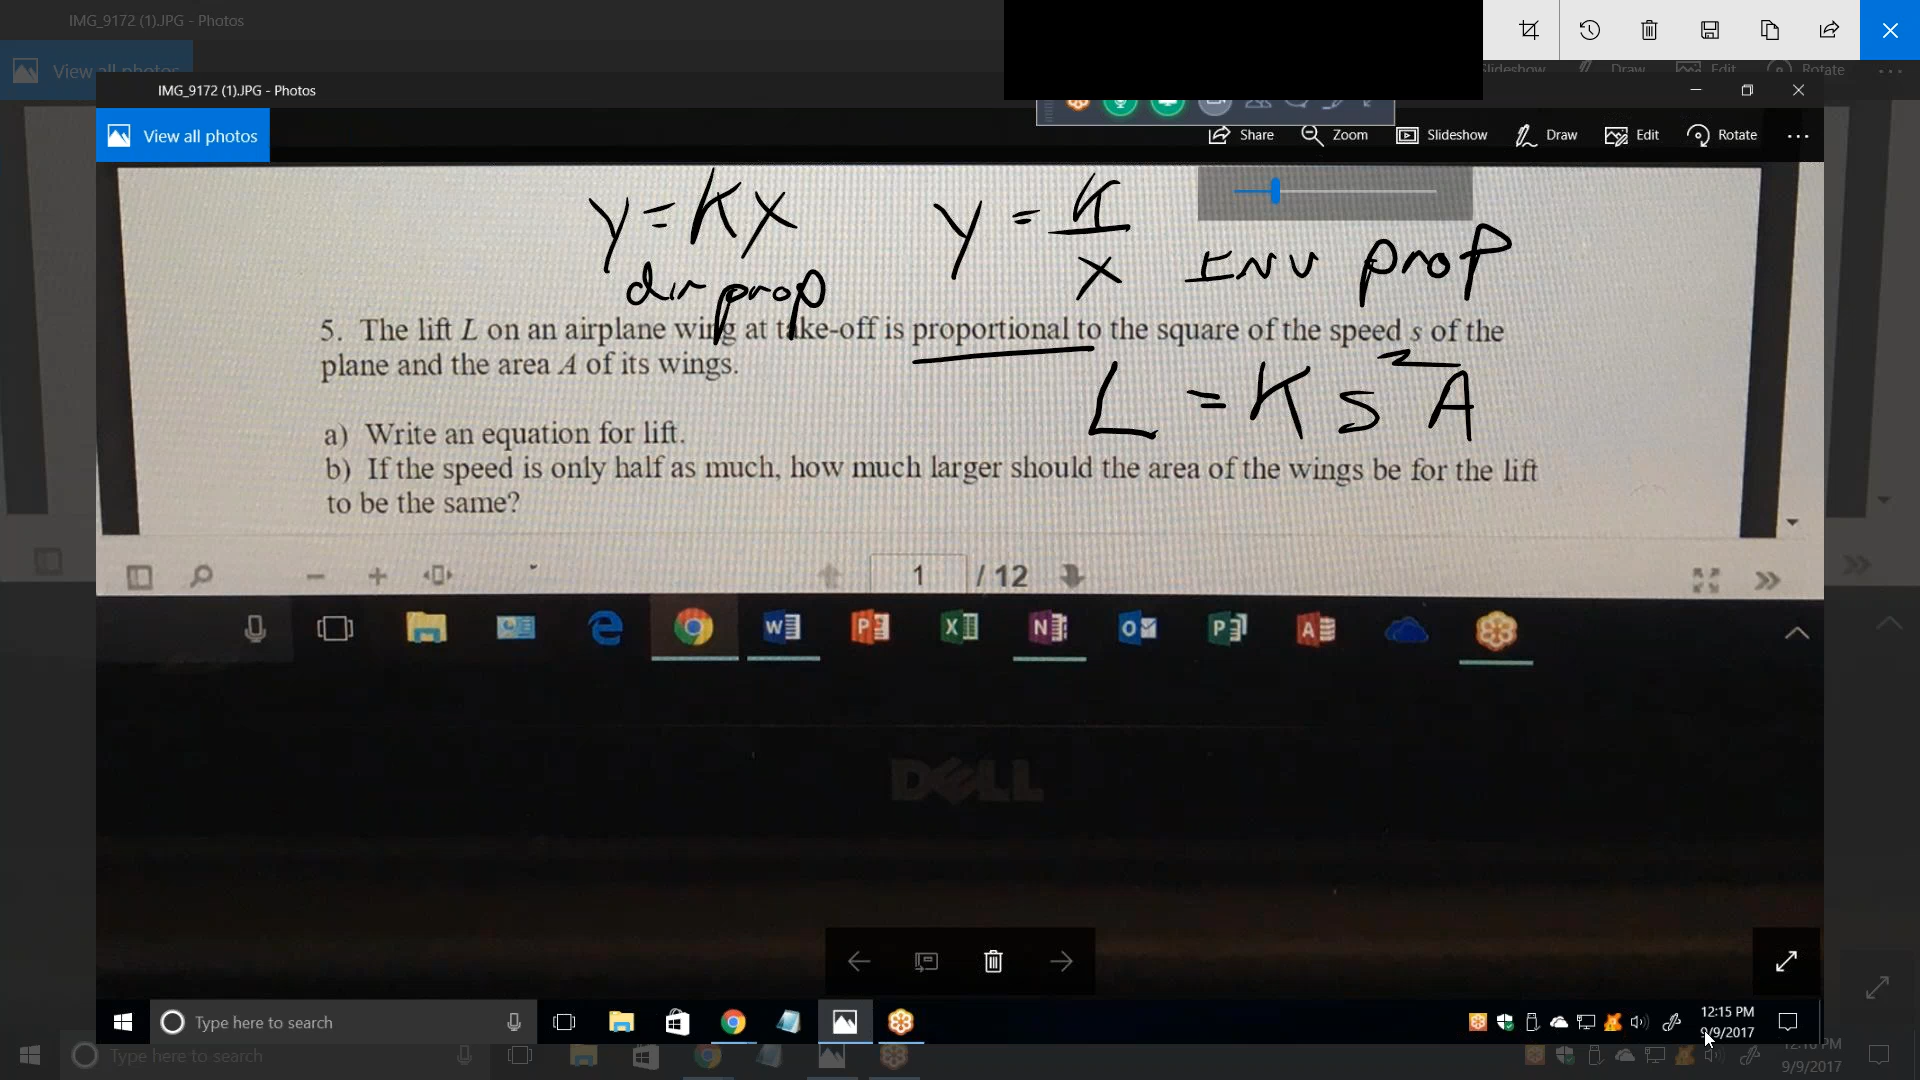 IMG_9172 (1).JPG - Photos
View all photos
Slideshow Draw Edit Rotate
IMG_9172 (1).JPG - Photos
View all photos
Share Zoom Slideshow Draw Edit Rotate
y = Kx y = K/x
dir prop Inv prop
5. The lift L on an airplane wing at take-off is proportional to the square of the speed s of the
plane and the area A of its wings.
L = K s² A
a) Write an equation for lift.
b) If the speed is only half as much, how much larger should the area of the wings be for the lift
to be the same?
1 / 12
DELL
Type here to search
12:15 PM
9/9/2017
Type here to search
9/9/2017